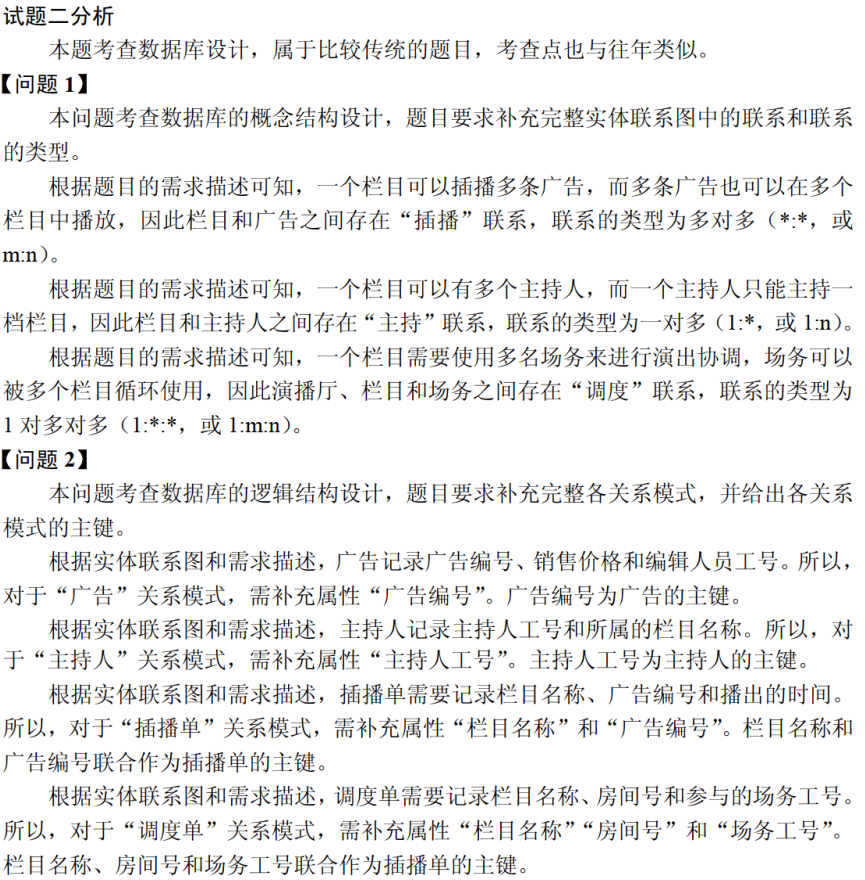 试题二分析
本题考查数据库设计，属于比较传统的题目，考查点也与往年类似。
【问题 1】
本问题考查数据库的概念结构设计，题目要求补充完整实体联系图中的联系和联系
的类型。
根据题目的需求描述可知，一个栏目可以插播多条广告，而多条广告也可以在多个
栏目中播放，因此栏目和广告之间存在“插播”联系，联系的类型为多对多（*:*，或
m:n）。
根据题目的需求描述可知，一个栏目可以有多个主持人，而一个主持人只能主持一
档栏目，因此栏目和主持人之间存在“主持”联系，联系的类型为一对多（1:*，或 1:n）。
根据题目的需求描述可知，一个栏目需要使用多名场务来进行演出协调，场务可以
被多个栏目循环使用，因此演播厅、栏目和场务之间存在“调度”联系，联系的类型为
1 对多对多（1:*:*，或 1:m:n）。
【问题 2】
本问题考查数据库的逻辑结构设计，题目要求补充完整各关系模式，并给出各关系
模式的主键。
根据实体联系图和需求描述，广告记录广告编号、销售价格和编辑人员工号。所以，
对于“广告”关系模式，需补充属性“广告编号”。广告编号为广告的主键。
根据实体联系图和需求描述，主持人记录主持人工号和所属的栏目名称。所以，对
于“主持人”关系模式，需补充属性“主持人工号”。主持人工号为主持人的主键。
根据实体联系图和需求描述，插播单需要记录栏目名称、广告编号和播出的时间。
所以，对于“插播单”关系模式，需补充属性“栏目名称”和“广告编号”。栏目名称和
广告编号联合作为插播单的主键。
根据实体联系图和需求描述，调度单需要记录栏目名称、房间号和参与的场务工号。
所以，对于“调度单”关系模式，需补充属性“栏目名称”“房间号”和“场务工号”。
栏目名称、房间号和场务工号联合作为插播单的主键。